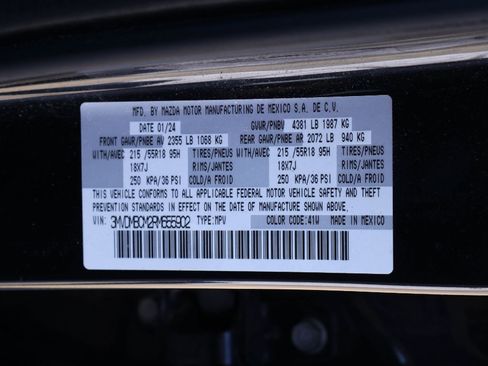 MFD. BY MAZDA MOTOR MANUFACTURING DE MEXICO S.A. DE C.V.
DATE 01/24 GVWR/PNBV 4381 LB 1987 KG
FRONT GAWR/PNBE AV 2355 LB 1068 KG REAR GAWR/PNBE AR 2072 LB 940 KG
WITH/AVEC 215 /55R18 95H TIRES/PNEUS WITH/AVEC 215 /55R18 95H TIRES/PNEUS
18X7J RIMS/JANTES 18X7J RIMS/JANTES
250 KPA/36 PSI COLD/A FROID 250 KPA/36 PSI COLD/A FROID
THIS VEHICLE CONFORMS TO ALL APPLICABLE FEDERAL MOTOR VEHICLE SAFETY AND THEFT
PREVENTION STANDARDS IN EFFECT ON THE DATE OF MANUFACTURE SHOWN ABOVE.
VIN: 3MVDMBCM2RM655902 TYPE:MPV COLOR CODE:41W MADE IN MEXICO